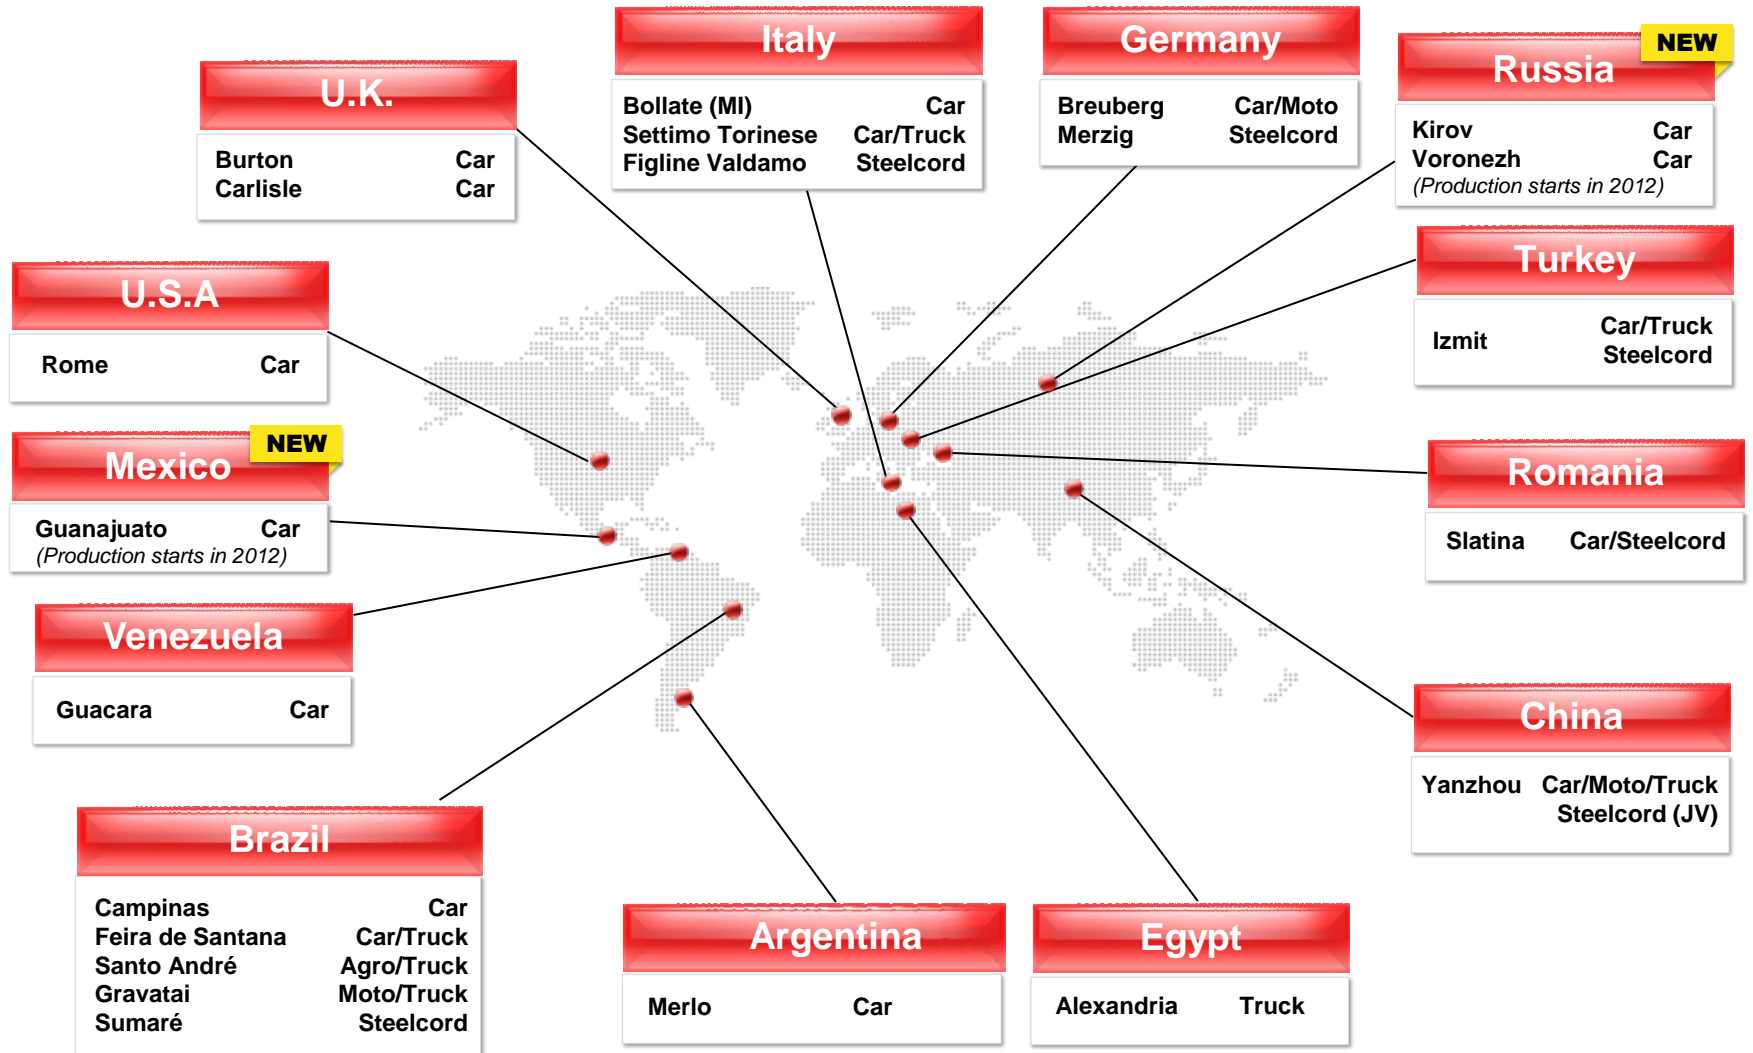 Italy
Bollate (MI) Car
Settimo Torinese Car/Truck
Figline Valdamo Steelcord
Germany
Breuberg Car/Moto
Merzig Steelcord
NEW
Russia
Kirov Car
Voronezh Car
(Production starts in 2012)
U.K.
Burton Car
Carlisle Car
Turkey
Izmit Car/Truck
Steelcord
U.S.A
Rome Car
NEW
Mexico
Guanajuato Car
(Production starts in 2012)
Romania
Slatina Car/Steelcord
Venezuela
Guacara Car
China
Yanzhou Car/Moto/Truck
Steelcord (JV)
Brazil
Campinas Car
Feira de Santana Car/Truck
Santo André Agro/Truck
Gravatai Moto/Truck
Sumaré Steelcord
Argentina
Merlo Car
Egypt
Alexandria Truck